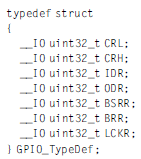 typedef struct
{
__IO uint32_t CRL;
__IO uint32_t CRH;
__IO uint32_t IDR;
__IO uint32_t ODR;
__IO uint32_t BSRR;
__IO uint32_t BRR;
__IO uint32_t LCKR;
} GPIO_TypeDef;